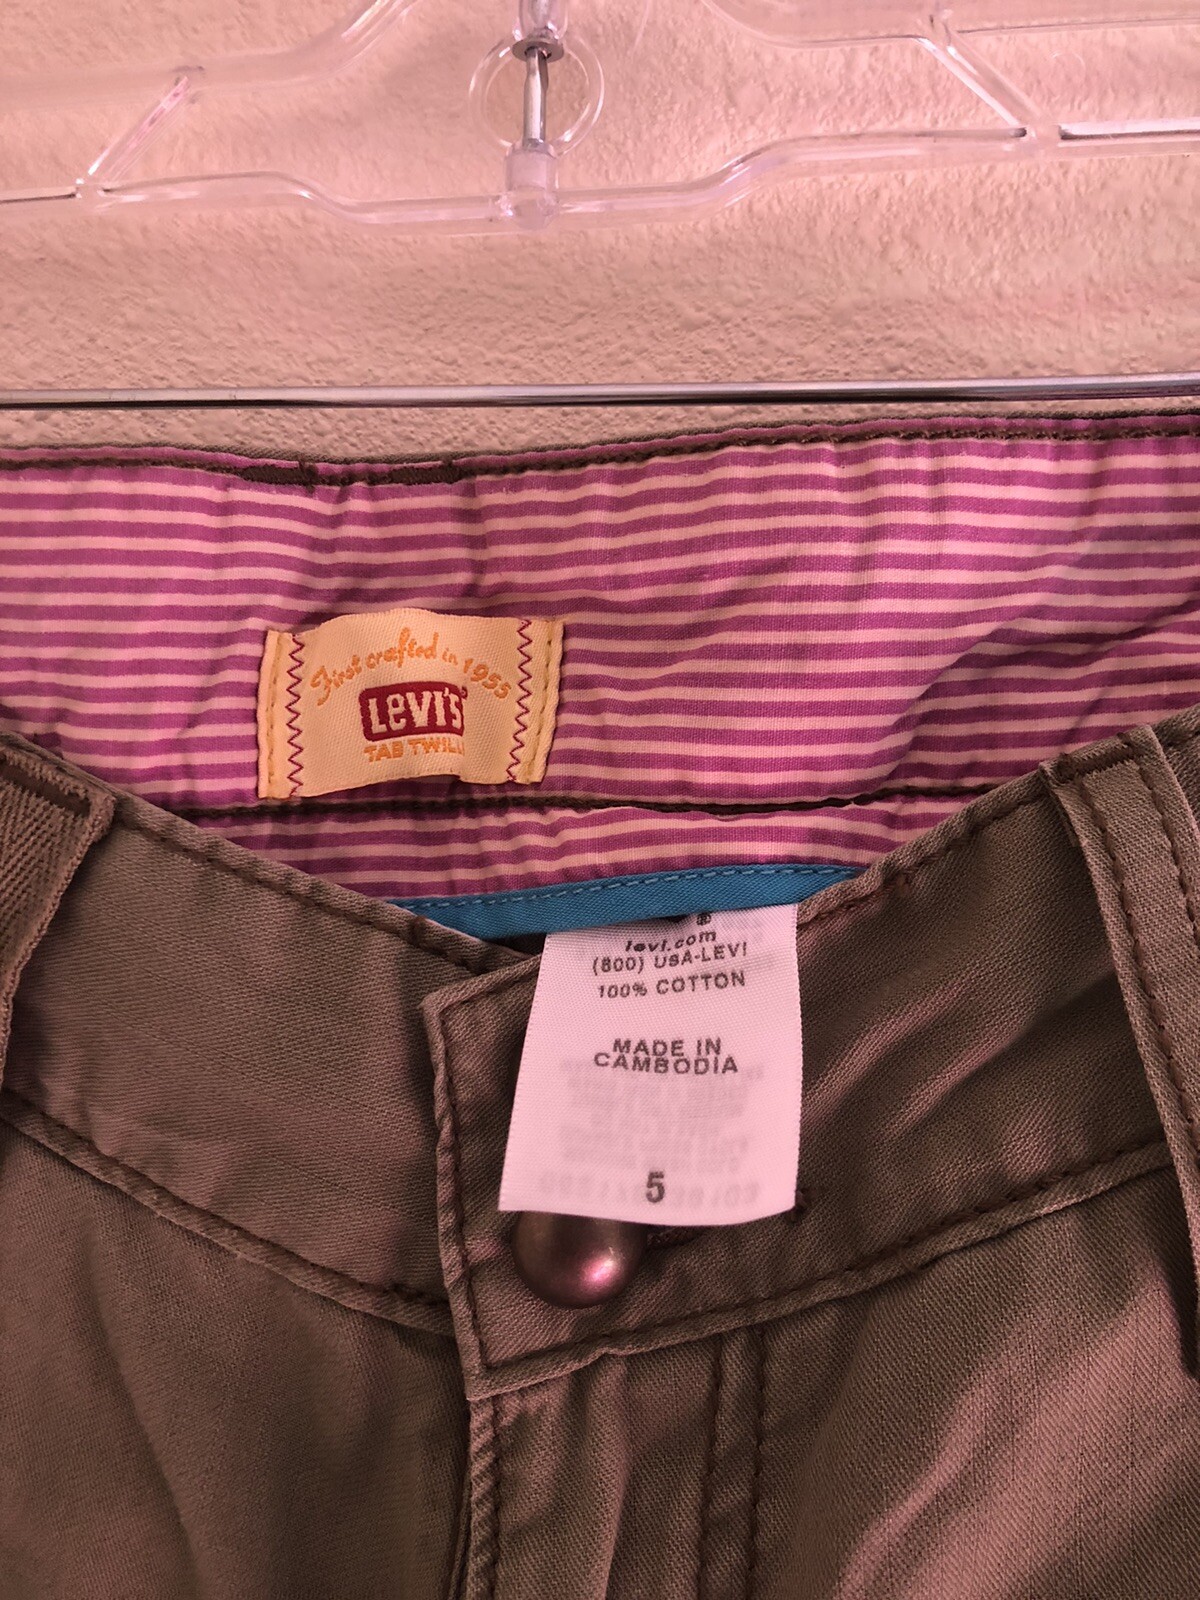 First crafted in 1955
LEVI'S®
TAB TWILL
®
levi.com
(800) USA-LEVI
100% COTTON
MADE IN
CAMBODIA
5